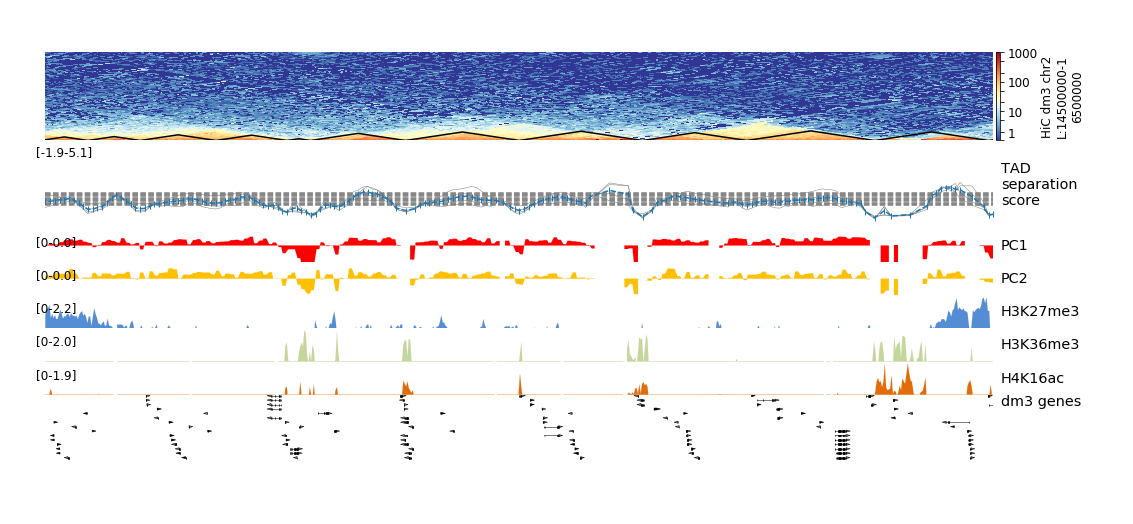 1000
100
10
1
HiC dm3 chr2
L:14500000-1
6500000
[-1.9-5.1]
TAD
separation
score
[0-0.0]
PC1
[0-0.0]
PC2
[0-2.2]
H3K27me3
[0-2.0]
H3K36me3
[0-1.9]
H4K16ac
dm3 genes